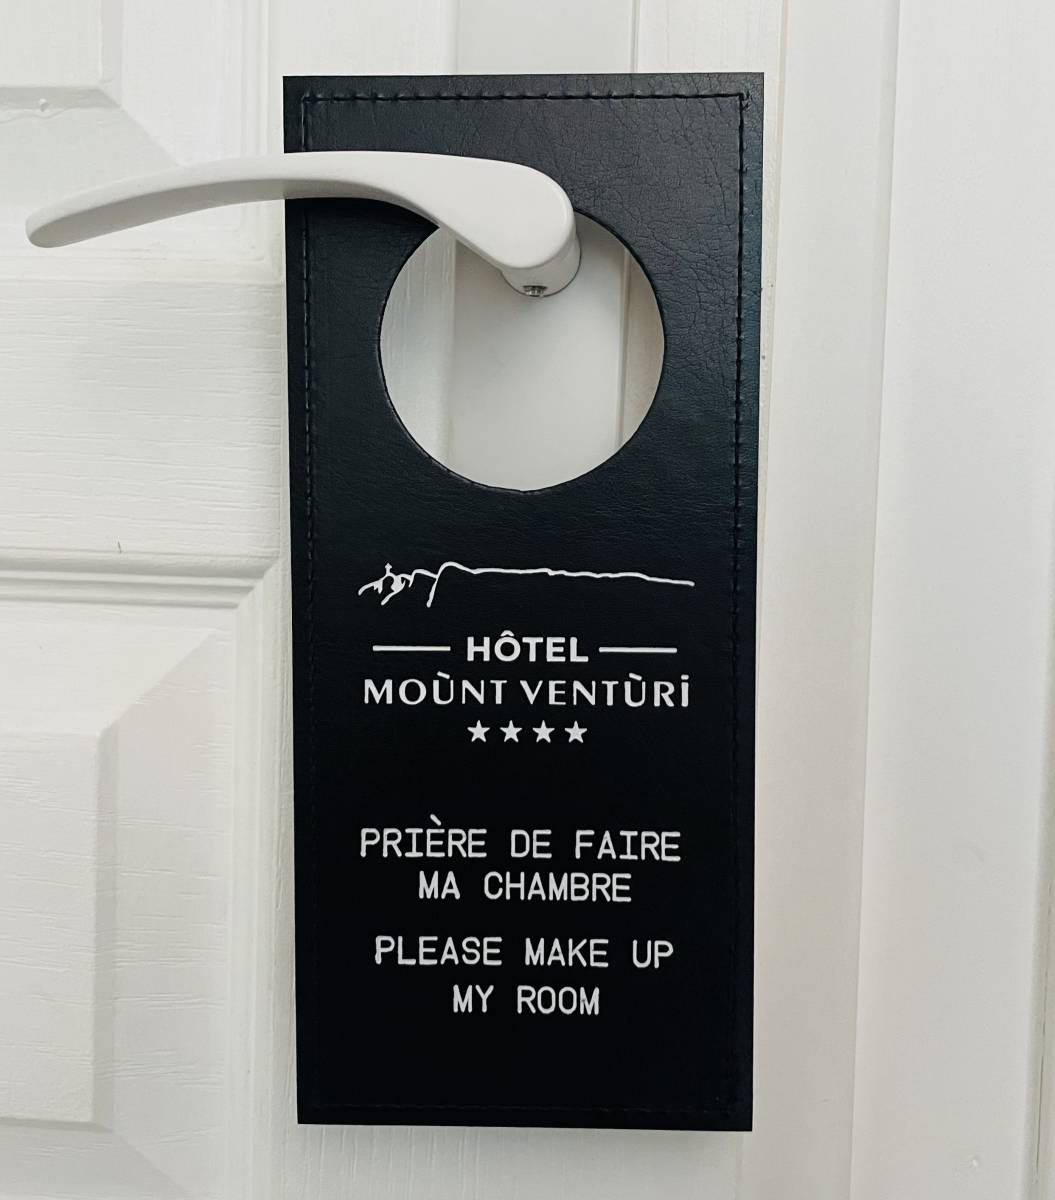 HÔTEL
MOÙNT VENTÙRi
★★★★
PRIÈRE DE FAIRE
MA CHAMBRE
PLEASE MAKE UP
MY ROOM